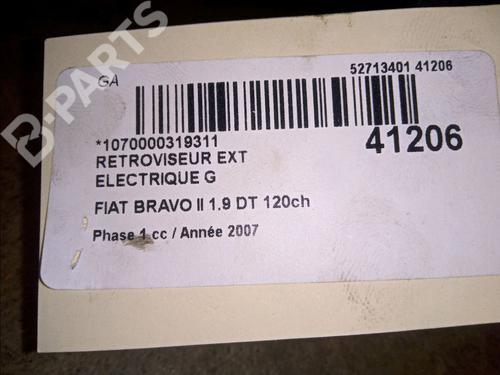 B-PARTS
GA
52713401 41206
*1070000319311
41206
RETROVISEUR EXT
ELECTRIQUE G
FIAT BRAVO II 1.9 DT 120ch
Phase 1 cc / Année 2007